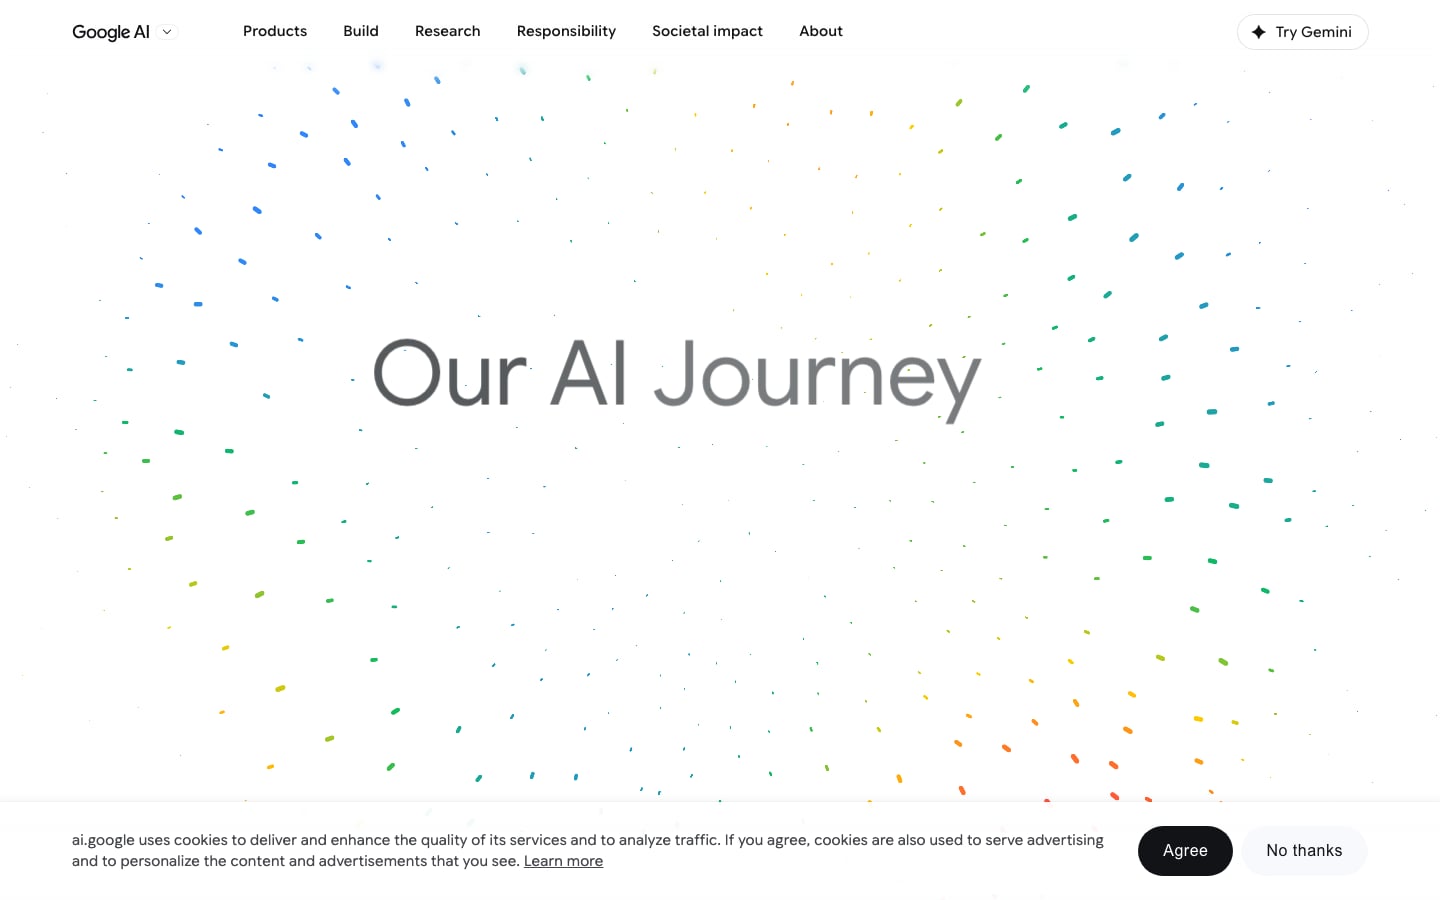 Google AI
Products
Build
Research
Responsibility
Societal impact
About
Try Gemini
Our AI Journey
ai.google uses cookies to deliver and enhance the quality of its services and to analyze traffic. If you agree, cookies are also used to serve advertising
and to personalize the content and advertisements that you see. Learn more
Agree
No thanks